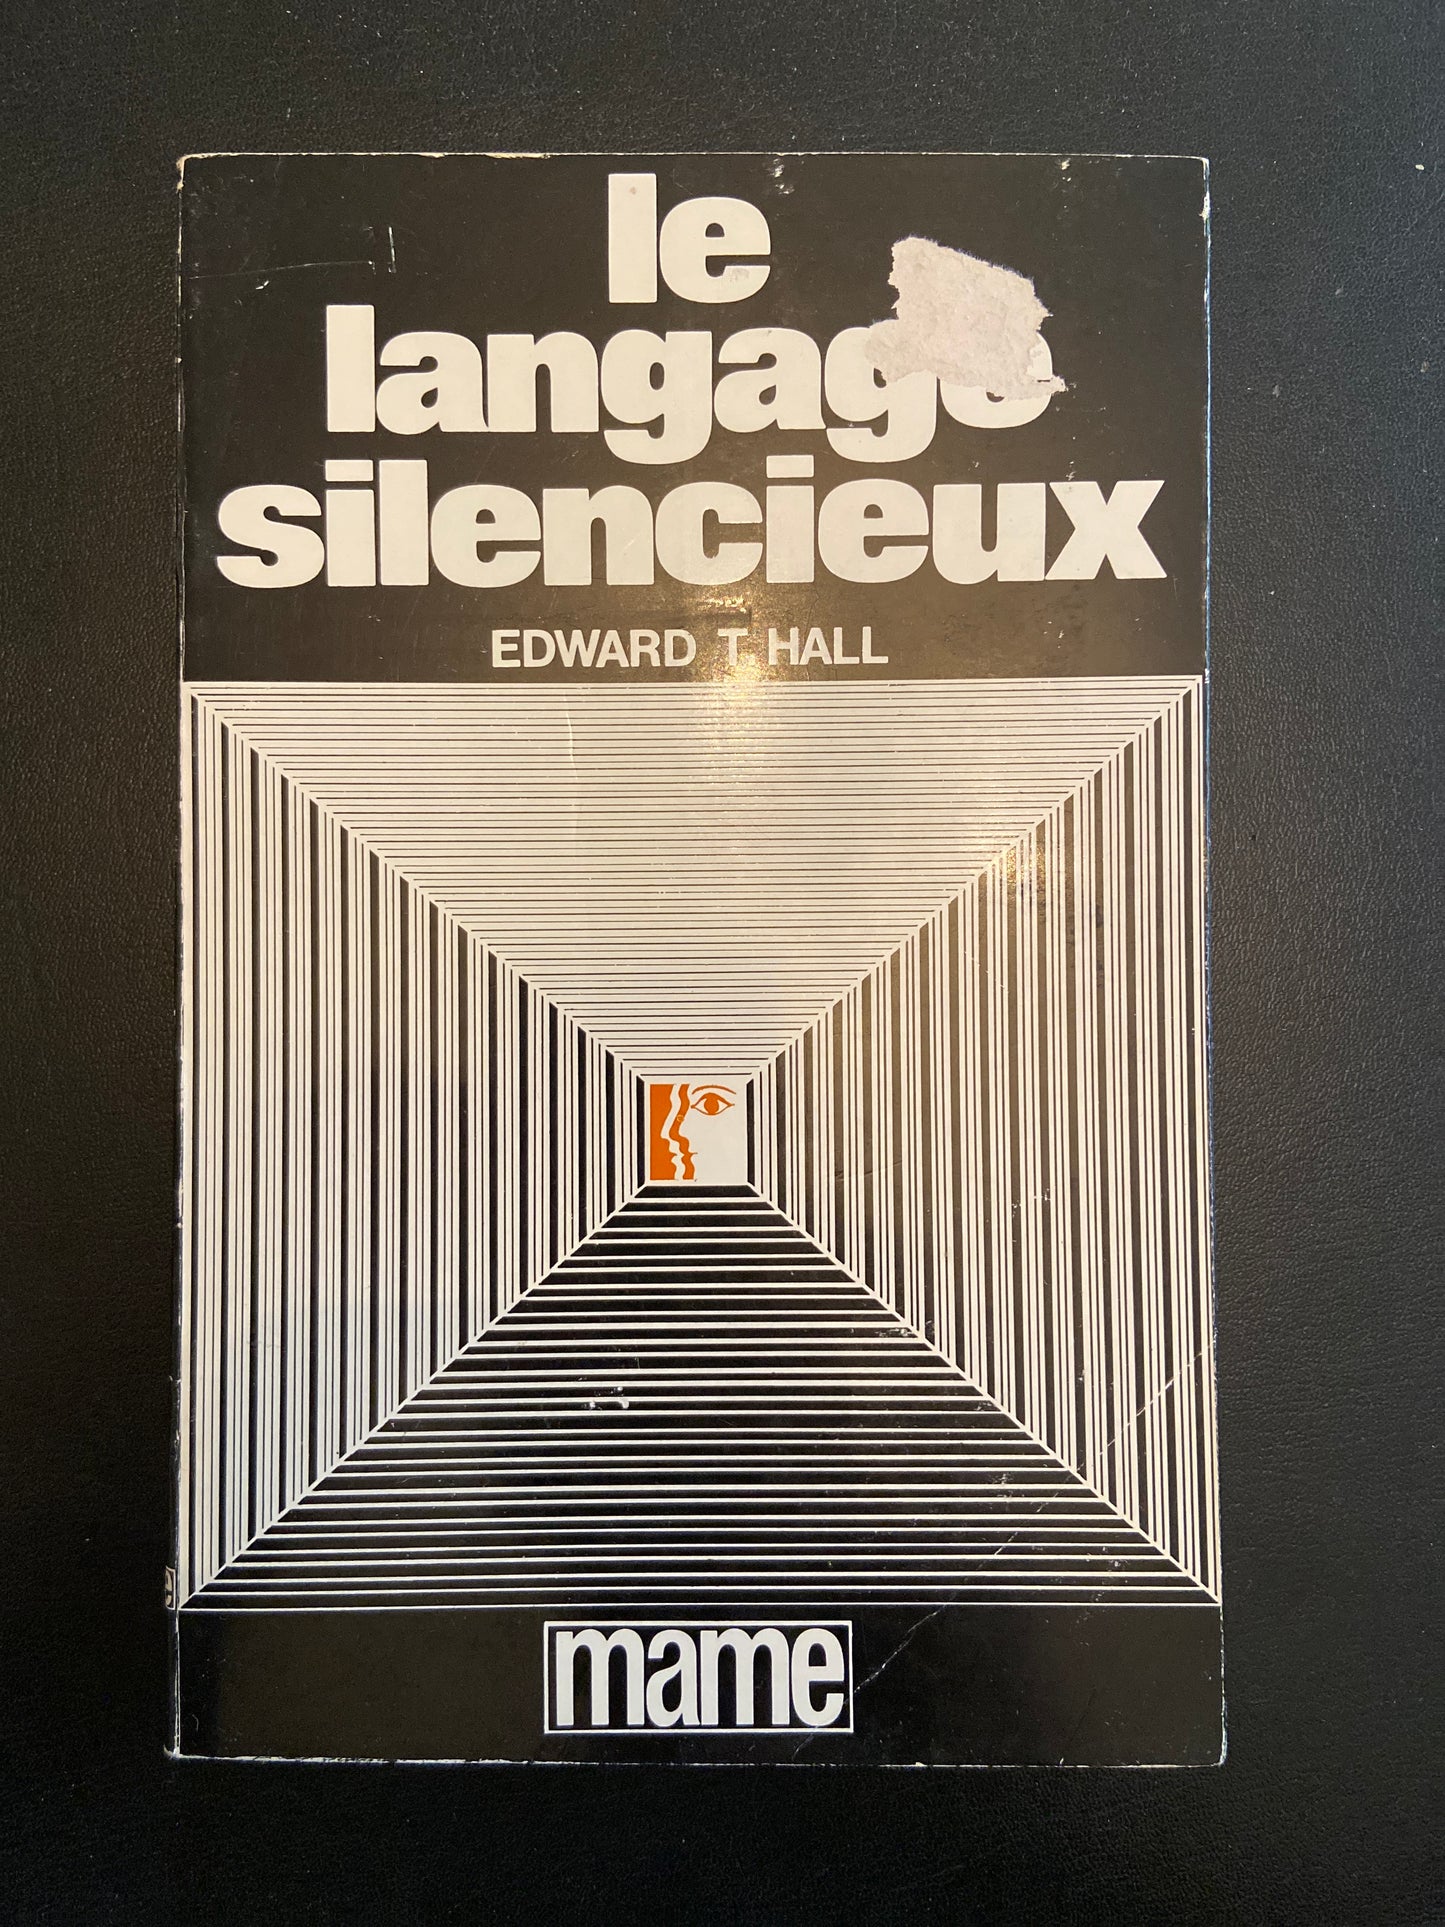 le
langage
silencieux
EDWARD T. HALL
mame